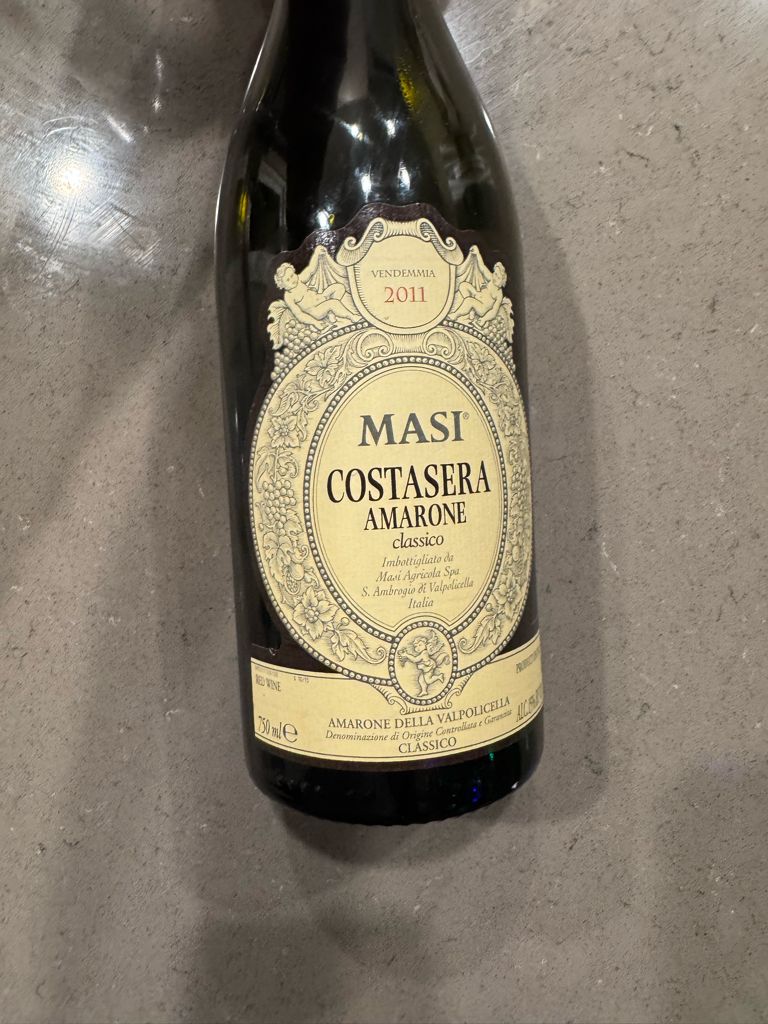 VENDEMMIA
2011
MASI®
COSTASERA
AMARONE
classico
Imbottigliato da
Masi Agricola Spa
S. Ambrogio di Valpolicella
Italia
RED WINE
750 ml ℮
AMARONE DELLA VALPOLICELLA
Denominazione di Origine Controllata e Garantita
CLASSICO
ALC.